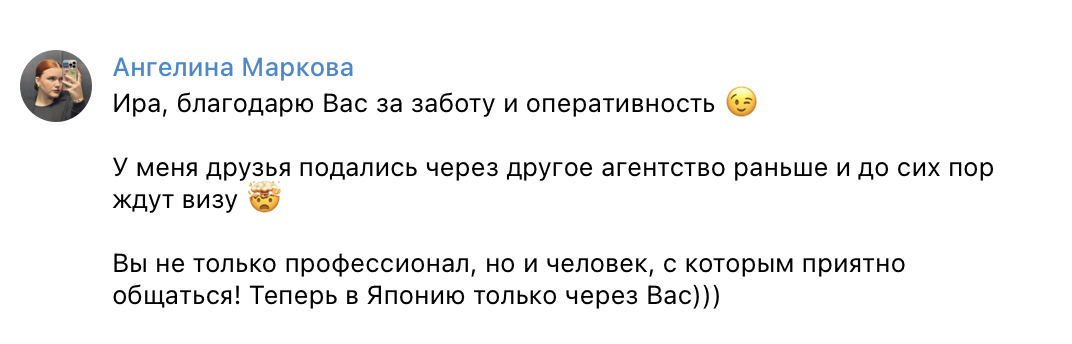 Ангелина Маркова
Ира, благодарю Вас за заботу и оперативность 😉
У меня друзья подались через другое агентство раньше и до сих пор
ждут визу 🤯
Вы не только профессионал, но и человек, с которым приятно
общаться! Теперь в Японию только через Вас)))